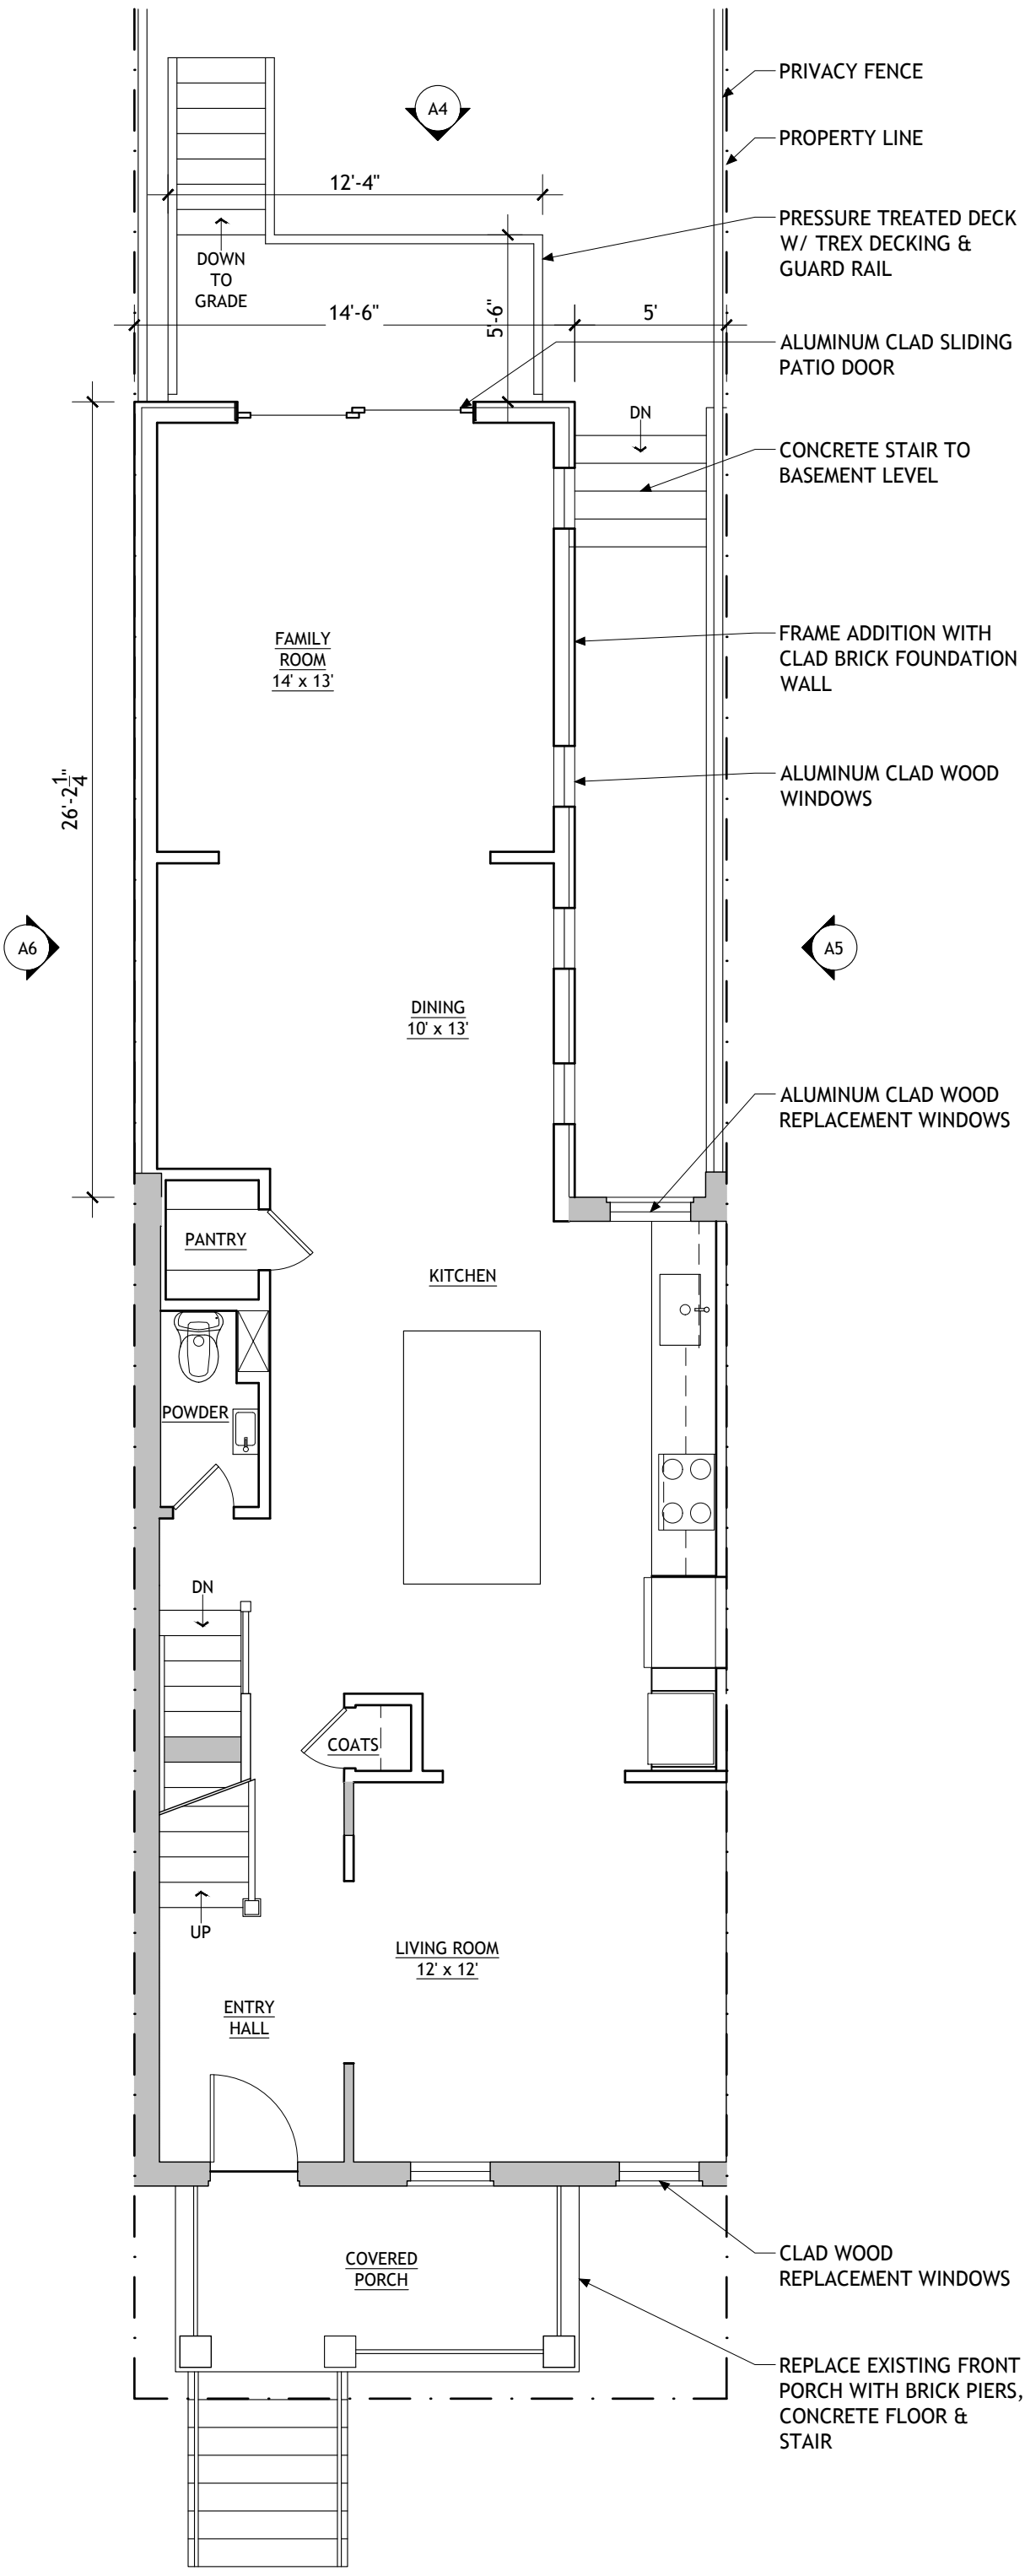 PRIVACY FENCE
A4
PROPERTY LINE
12'-4"
PRESSURE TREATED DECK
W/ TREX DECKING &
GUARD RAIL
DOWN
TO
GRADE
14'-6"
5'-6"
5'
ALUMINUM CLAD SLIDING
PATIO DOOR
DN
CONCRETE STAIR TO
BASEMENT LEVEL
FAMILY
ROOM
14' x 13'
FRAME ADDITION WITH
CLAD BRICK FOUNDATION
WALL
26'-2 1/4"
ALUMINUM CLAD WOOD
WINDOWS
A6
A5
DINING
10' x 13'
ALUMINUM CLAD WOOD
REPLACEMENT WINDOWS
PANTRY
KITCHEN
POWDER
DN
COATS
UP
LIVING ROOM
12' x 12'
ENTRY
HALL
CLAD WOOD
REPLACEMENT WINDOWS
COVERED
PORCH
REPLACE EXISTING FRONT
PORCH WITH BRICK PIERS,
CONCRETE FLOOR &
STAIR